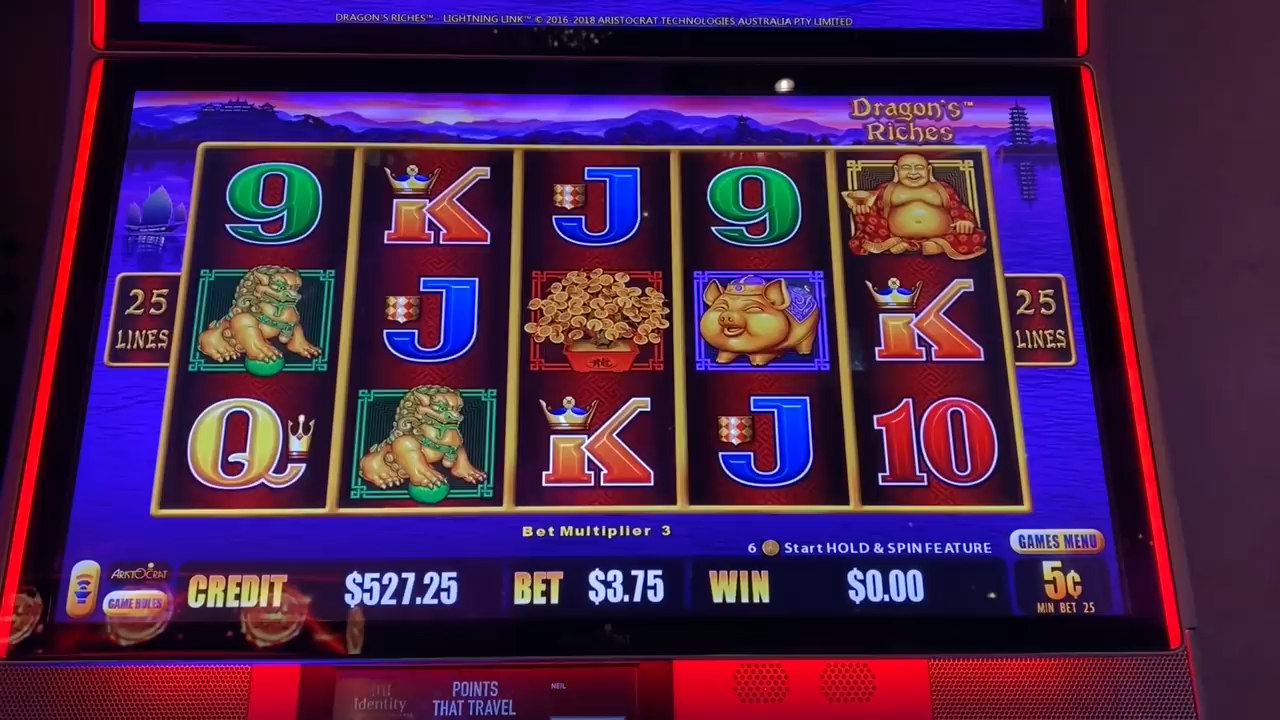 DRAGON'S RICHES™ - LIGHTNING LINK™ © 2016-2018 ARISTOCRAT TECHNOLOGIES AUSTRALIA PTY LIMITED
Dragon's™
Riches
9 K J 9
25
LINES
J K
25
LINES
Q K J 10
Bet Multiplier 3
6 Start HOLD & SPIN FEATURE
GAMES MENU
ARISTOCRAT
GAME RULES
CREDIT $527.25 BET $3.75 WIN $0.00
5¢
MIN BET 25
Identity
POINTS
THAT TRAVEL
NEIL